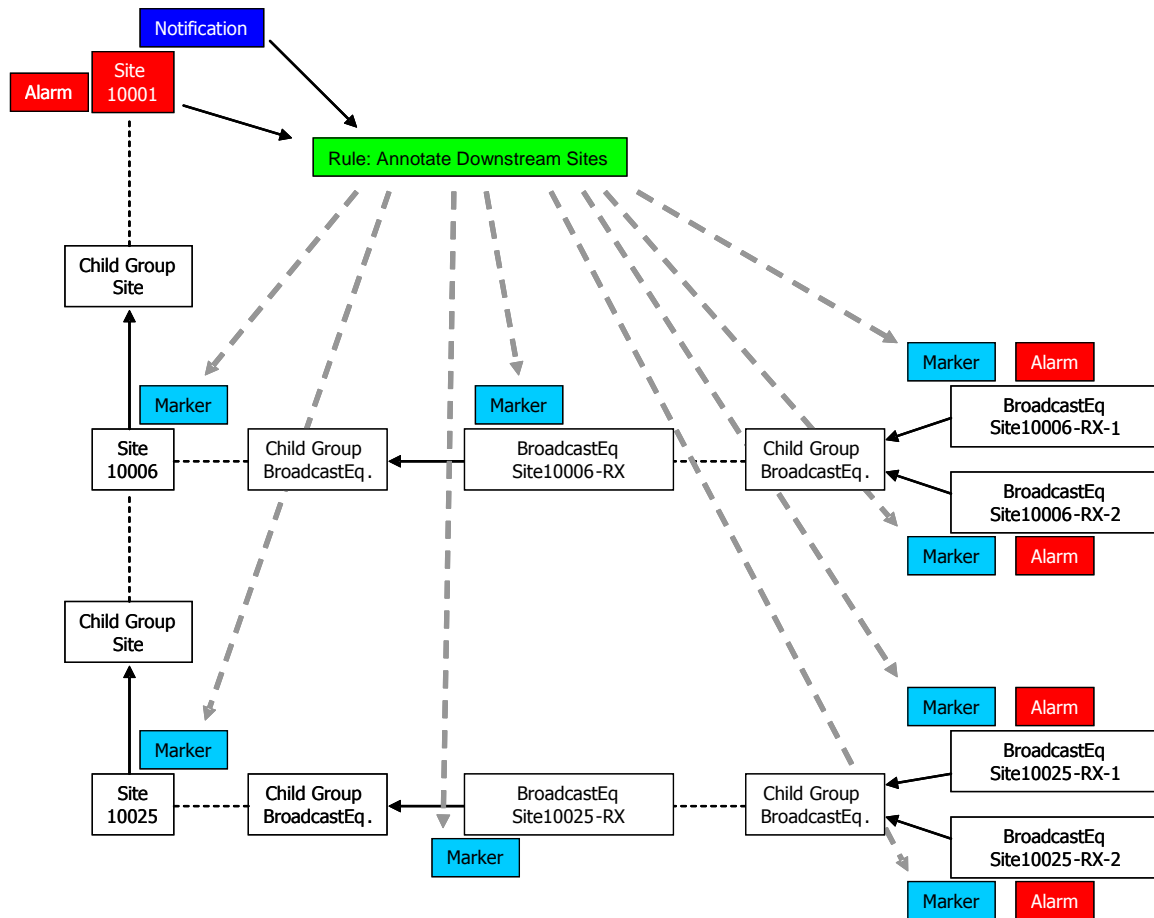 Notification
Alarm
Site
10001
Rule: Annotate Downstream Sites
Child Group
Site
Marker
Marker
Marker
Alarm
Site
10006
Child Group
BroadcastEq.
BroadcastEq
Site10006-RX
Child Group
BroadcastEq.
BroadcastEq
Site10006-RX-1
BroadcastEq
Site10006-RX-2
Marker
Alarm
Child Group
Site
Marker
Marker
Alarm
Site
10025
Child Group
BroadcastEq.
BroadcastEq
Site10025-RX
Child Group
BroadcastEq.
BroadcastEq
Site10025-RX-1
BroadcastEq
Site10025-RX-2
Marker
Marker
Alarm